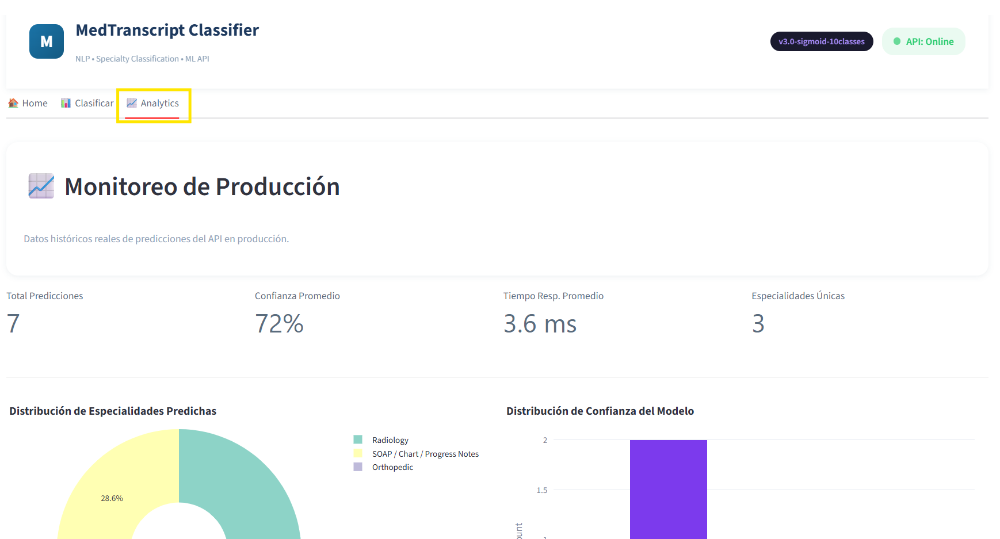 M
MedTranscript Classifier
NLP • Specialty Classification • ML API
v3.0-sigmoid-10classes
API: Online
Home
Clasificar
Analytics
Monitoreo de Producción
Datos históricos reales de predicciones del API en producción.
Total Predicciones
7
Confianza Promedio
72%
Tiempo Resp. Promedio
3.6 ms
Especialidades Únicas
3
Distribución de Especialidades Predichas
28.6%
Radiology
SOAP / Chart / Progress Notes
Orthopedic
Distribución de Confianza del Modelo
2
1.5